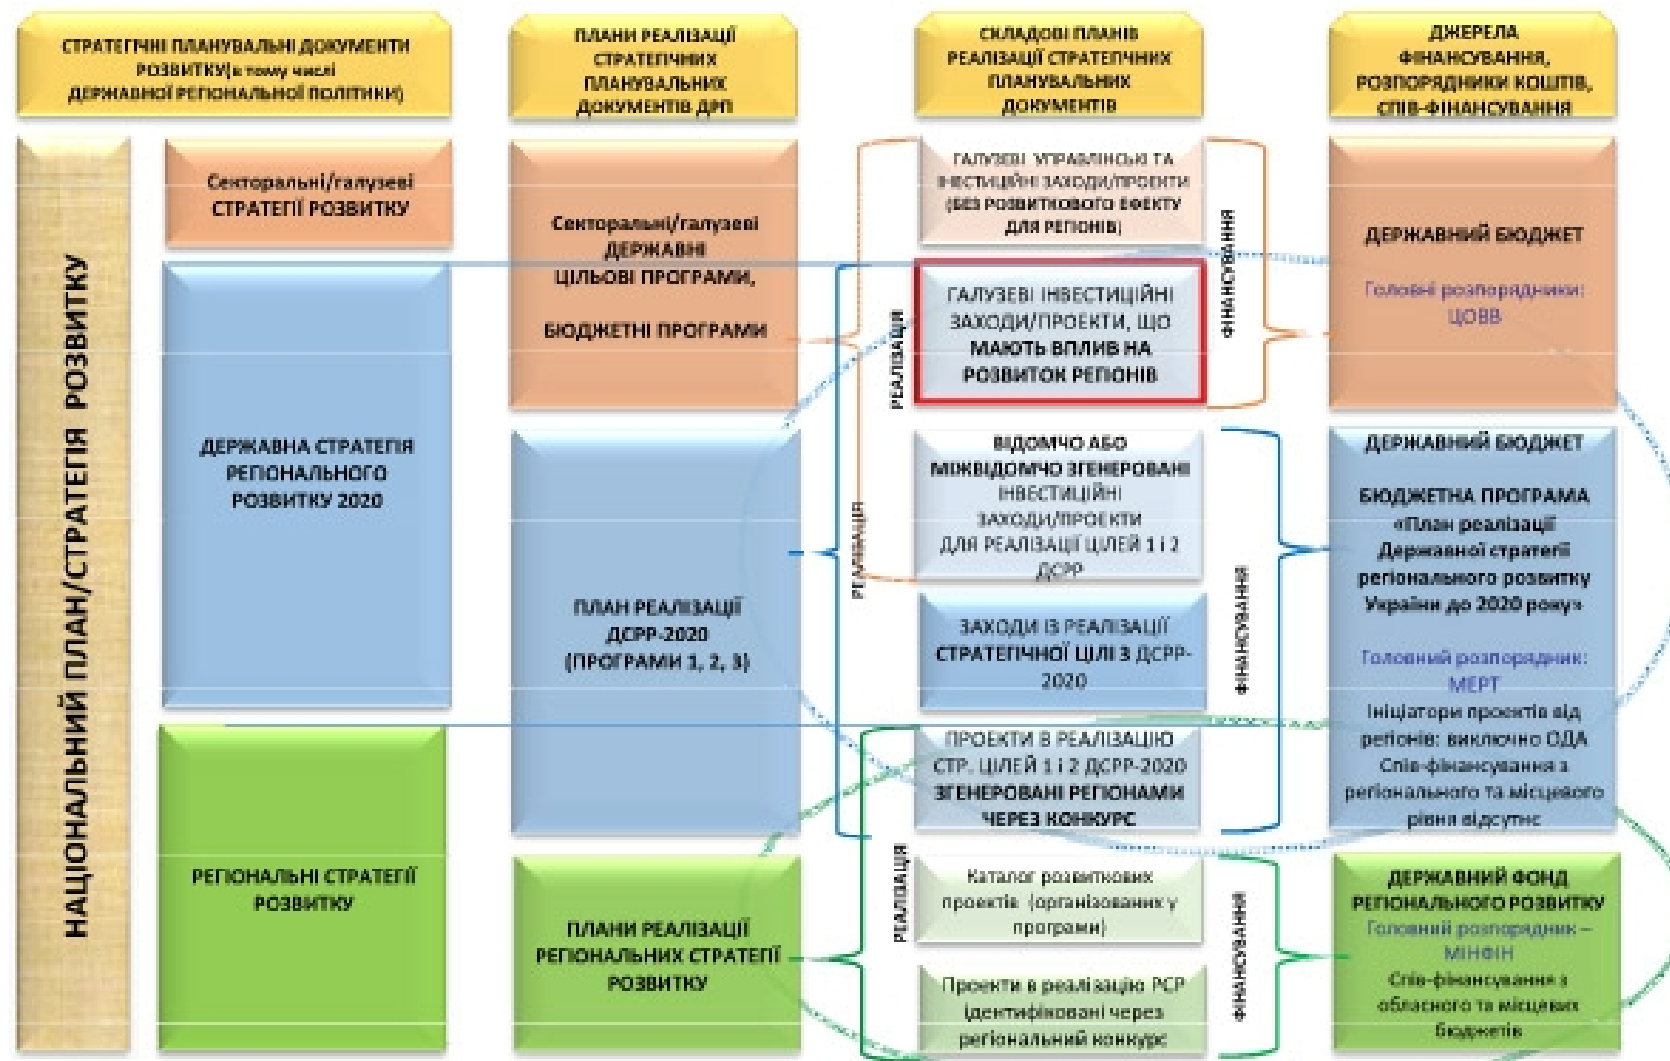 СТРАТЕГІЧНІ ПЛАНУВАЛЬНІ ДОКУМЕНТИ
РОЗВИТКУ(в тому числі
ДЕРЖАВНОЇ РЕГІОНАЛЬНОЇ ПОЛІТИКИ)
ПЛАНИ РЕАЛІЗАЦІЇ
СТРАТЕГІЧНИХ
ПЛАНУВАЛЬНИХ
ДОКУМЕНТІВ ДРП
СКЛАДОВІ ПЛАНІВ
РЕАЛІЗАЦІЇ СТРАТЕГІЧНИХ
ПЛАНУВАЛЬНИХ
ДОКУМЕНТІВ
ДЖЕРЕЛА
ФІНАНСУВАННЯ,
РОЗПОРЯДНИКИ КОШТІВ,
СПІВ-ФІНАНСУВАННЯ
НАЦІОНАЛЬНИЙ ПЛАН/СТРАТЕГІЯ РОЗВИТКУ
Секторальні/галузеві
СТРАТЕГІЇ РОЗВИТКУ
ДЕРЖАВНА СТРАТЕГІЯ
РЕГІОНАЛЬНОГО
РОЗВИТКУ 2020
РЕГІОНАЛЬНІ СТРАТЕГІЇ
РОЗВИТКУ
Секторальні/галузеві
ДЕРЖАВНІ
ЦІЛЬОВІ ПРОГРАМИ,
БЮДЖЕТНІ ПРОГРАМИ
ПЛАН РЕАЛІЗАЦІЇ
ДСРР-2020
(ПРОГРАМИ 1, 2, 3)
ПЛАНИ РЕАЛІЗАЦІЇ
РЕГІОНАЛЬНИХ СТРАТЕГІЇ
РОЗВИТКУ
РЕАЛІЗАЦІЯ
РЕАЛІЗАЦІЯ
РЕАЛІЗАЦІЯ
ГАЛУЗЕВІ УПРАВЛІНСЬКІ ТА
ІНЕСТИЦІЙНІ ЗАХОДИ/ПРОЕКТИ
(БЕЗ РОЗВИТКОВОГО ЕФЕКТУ
ДЛЯ РЕГІОНІВ)
ГАЛУЗЕВІ ІНВЕСТИЦІЙНІ
ЗАХОДИ/ПРОЕКТИ, ЩО
МАЮТЬ ВПЛИВ НА
РОЗВИТОК РЕГІОНІВ
ВІДОМЧО АБО
МІЖВІДОМЧО ЗГЕНЕРОВАНІ
ІНВЕСТИЦІЙНІ
ЗАХОДИ/ПРОЕКТИ
ДЛЯ РЕАЛІЗАЦІЇ ЦІЛЕЙ 1 і 2
ДСРР
ЗАХОДИ ІЗ РЕАЛІЗАЦІЇ
СТРАТЕГІЧНОЇ ЦІЛІ 3 ДСРР-
2020
ПРОЕКТИ В РЕАЛІЗАЦІЮ
СТР. ЦІЛЕЙ 1 і 2 ДСРР-2020
ЗГЕНЕРОВАНІ РЕГІОНАМИ
ЧЕРЕЗ КОНКУРС
Каталог розвиткових
проектів (організованих у
програми)
Проекти в реалізацію РСР
ідентифіковані через
регіональний конкурс
ФІНАНСУВАННЯ
ФІНАНСУВАННЯ
ФІНАНСУВАННЯ
ДЕРЖАВНИЙ БЮДЖЕТ
Головні розпорядники:
ЦОВВ
ДЕРЖАВНИЙ БЮДЖЕТ
БЮДЖЕТНА ПРОГРАМА
«План реалізації
Державної стратегії
регіонального розвитку
України до 2020 року»
Головний розпорядник:
МЕРТ
Ініціатори проектів від
регіонів: виключно ОДА
Спів-фінансування з
регіонального та місцевого
рівня відсутнє
ДЕРЖАВНИЙ ФОНД
РЕГІОНАЛЬНОГО РОЗВИТКУ
Головний розпорядник –
МІНФІН
Спів-фінансування з
обласного та місцевих
бюджетів